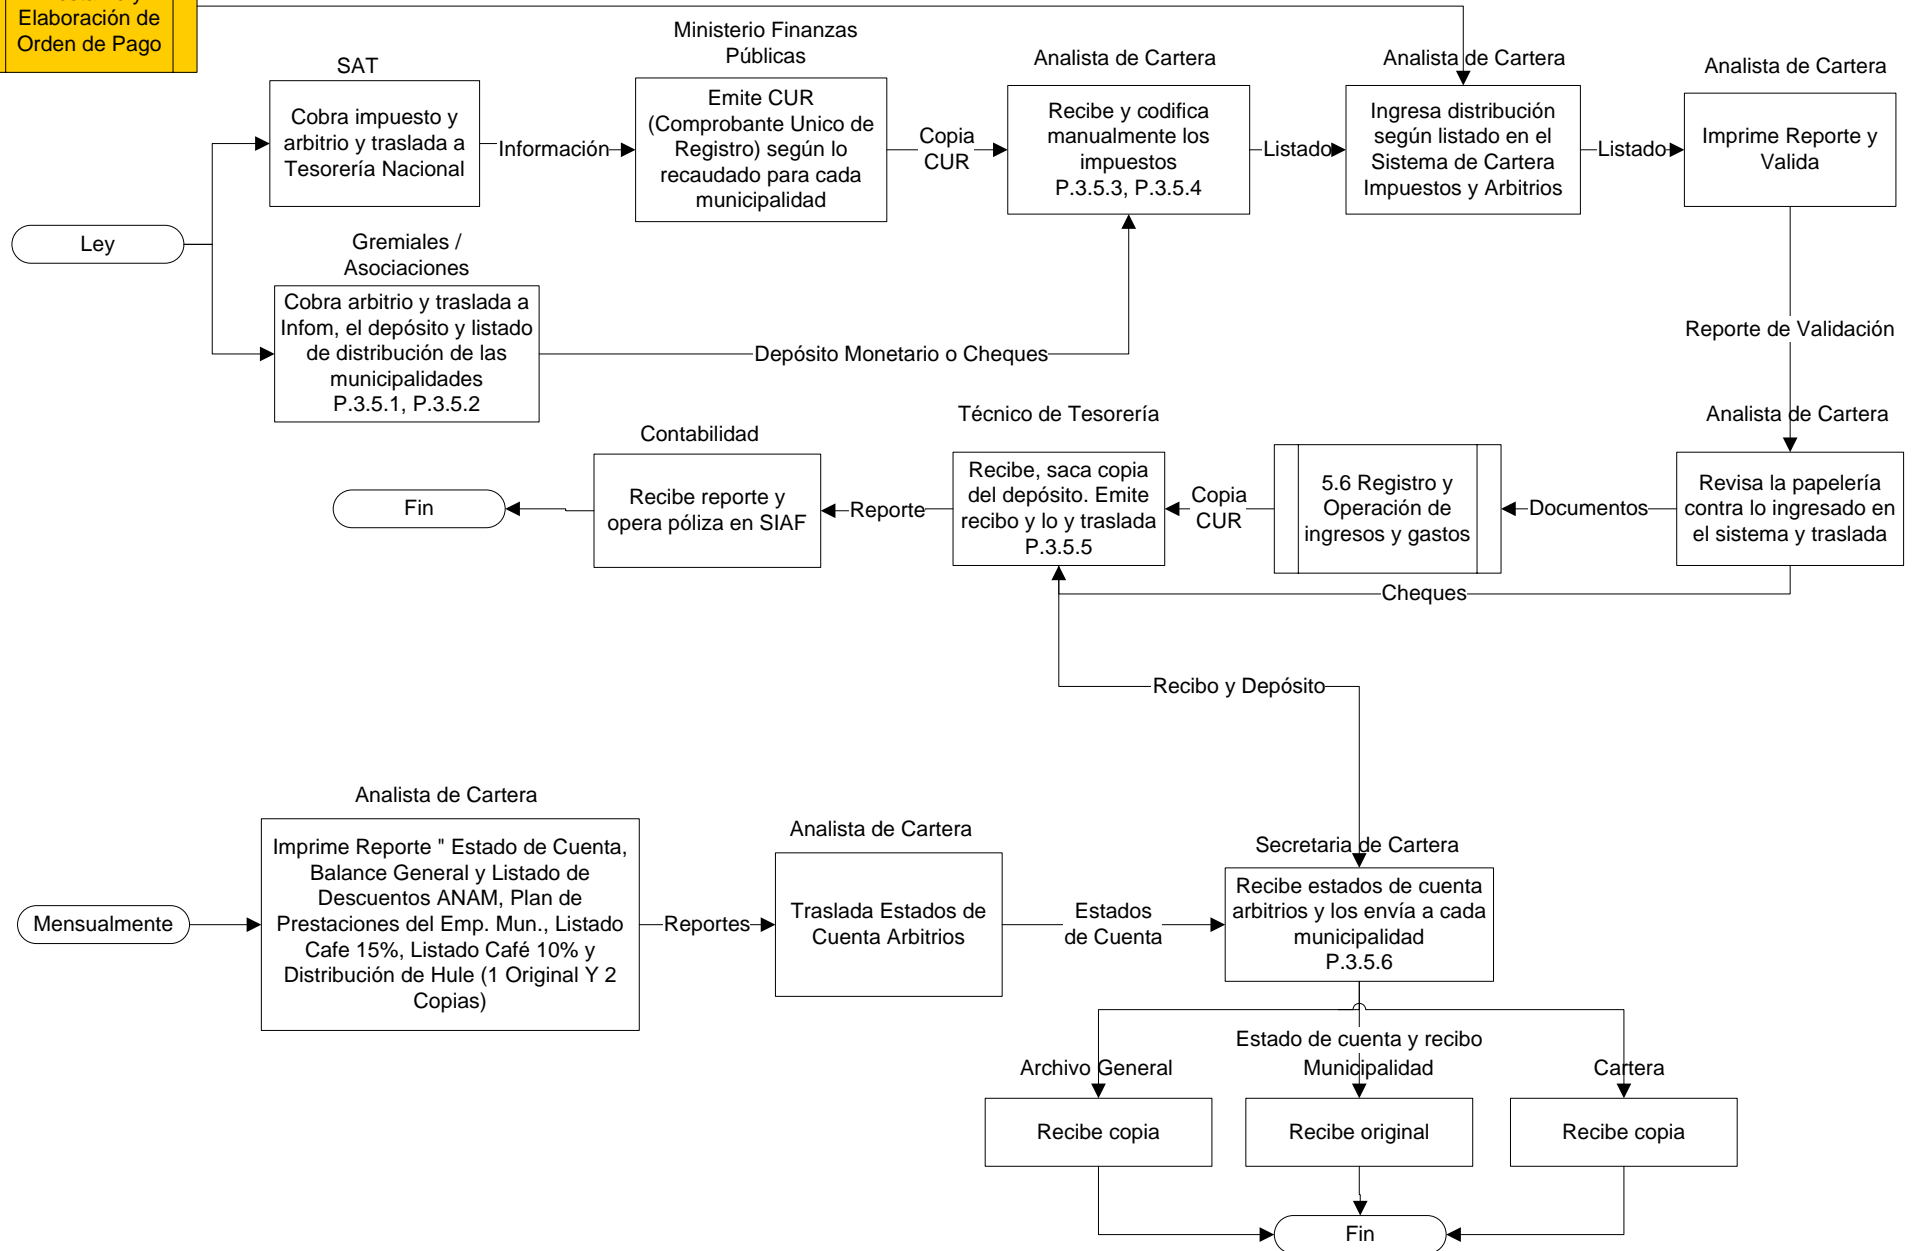 Elaboración de
Orden de Pago
SAT
Cobra impuesto y
arbitrio y traslada a
Tesorería Nacional
Información
Ministerio Finanzas
Públicas
Emite CUR
(Comprobante Unico de
Registro) según lo
recaudado para cada
municipalidad
Copia
CUR
Analista de Cartera
Recibe y codifica
manualmente los
impuestos
P.3.5.3, P.3.5.4
Listado
Analista de Cartera
Ingresa distribución
según listado en el
Sistema de Cartera
Impuestos y Arbitrios
Listado
Analista de Cartera
Imprime Reporte y
Valida
Ley
Gremiales /
Asociaciones
Cobra arbitrio y traslada a
Infom, el depósito y listado
de distribución de las
municipalidades
P.3.5.1, P.3.5.2
Depósito Monetario o Cheques
Reporte de Validación
Analista de Cartera
Revisa la papelería
contra lo ingresado en
el sistema y traslada
Documentos
5.6 Registro y
Operación de
ingresos y gastos
Copia
CUR
Técnico de Tesorería
Recibe, saca copia
del depósito. Emite
recibo y lo y traslada
P.3.5.5
Reporte
Contabilidad
Recibe reporte y
opera póliza en SIAF
Fin
Cheques
Recibo y Depósito
Mensualmente
Analista de Cartera
Imprime Reporte " Estado de Cuenta,
Balance General y Listado de
Descuentos ANAM, Plan de
Prestaciones del Emp. Mun., Listado
Cafe 15%, Listado Café 10% y
Distribución de Hule (1 Original Y 2
Copias)
Reportes
Analista de Cartera
Traslada Estados de
Cuenta Arbitrios
Estados
de Cuenta
Secretaria de Cartera
Recibe estados de cuenta
arbitrios y los envía a cada
municipalidad
P.3.5.6
Estado de cuenta y recibo
Archivo General
Recibe copia
Municipalidad
Recibe original
Cartera
Recibe copia
Fin